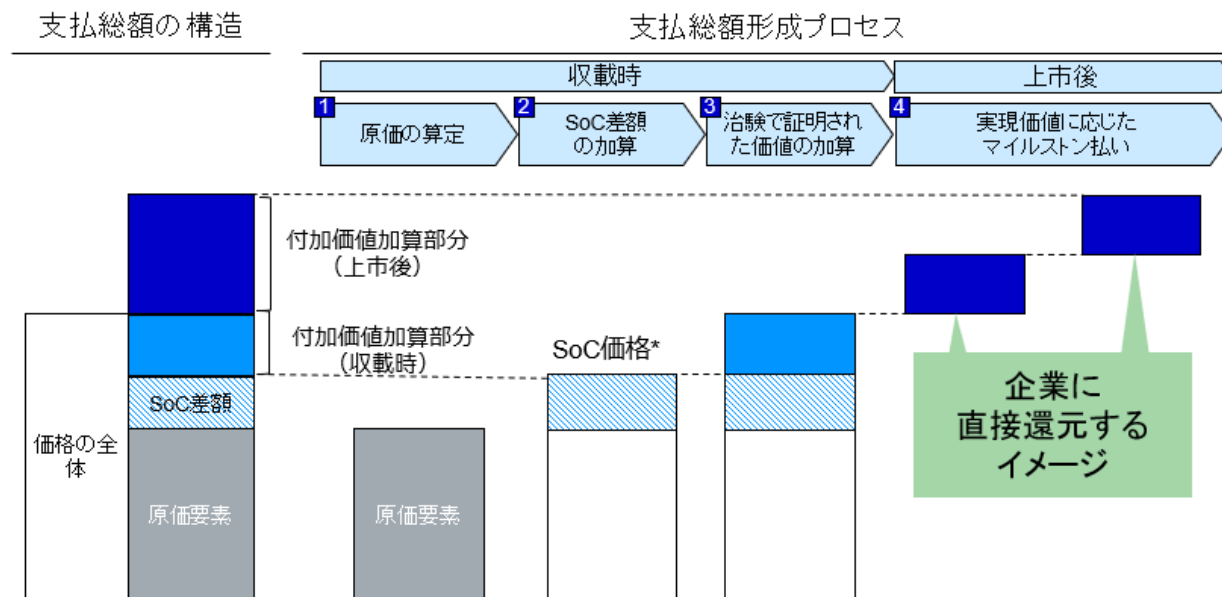 支払総額の構造
支払総額形成プロセス
収載時
上市後
1
原価の算定
2
SoC差額
の加算
3
治験で証明され
た価値の加算
4
実現価値に応じた
マイルストン払い
付加価値加算部分
（上市後）
付加価値加算部分
（収載時）
SoC価格*
SoC差額
価格の全
体
原価要素
原価要素
企業に
直接還元する
イメージ